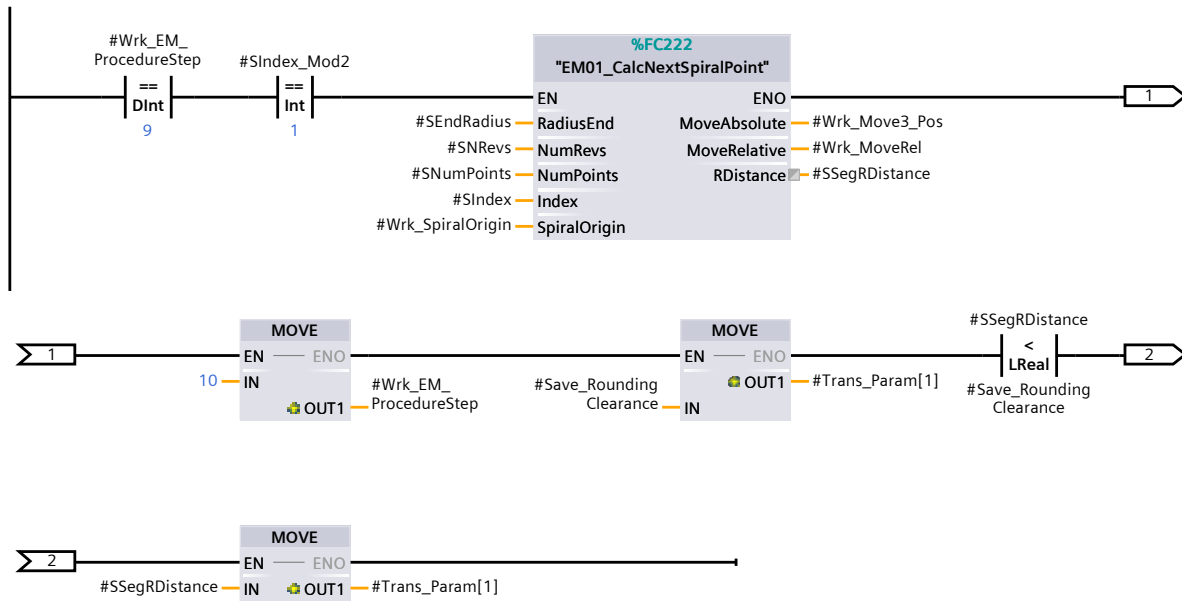 #Wrk_EM_
ProcedureStep
==
DInt
9
#SIndex_Mod2
==
Int
1
%FC222
"EM01_CalcNextSpiralPoint"
EN ENO
#SEndRadius RadiusEnd MoveAbsolute #Wrk_Move3_Pos
#SNRevs NumRevs MoveRelative #Wrk_MoveRel
#SNumPoints NumPoints RDistance #SSegRDistance
#SIndex Index
#Wrk_SpiralOrigin SpiralOrigin
1
1
MOVE
EN ENO
10 IN
OUT1
#Wrk_EM_
ProcedureStep
MOVE
EN ENO
OUT1 #Trans_Param[1]
#Save_Rounding
Clearance
IN
#SSegRDistance
<
LReal
#Save_Rounding
Clearance
2
2
MOVE
EN ENO
#SSegRDistance IN OUT1 #Trans_Param[1]